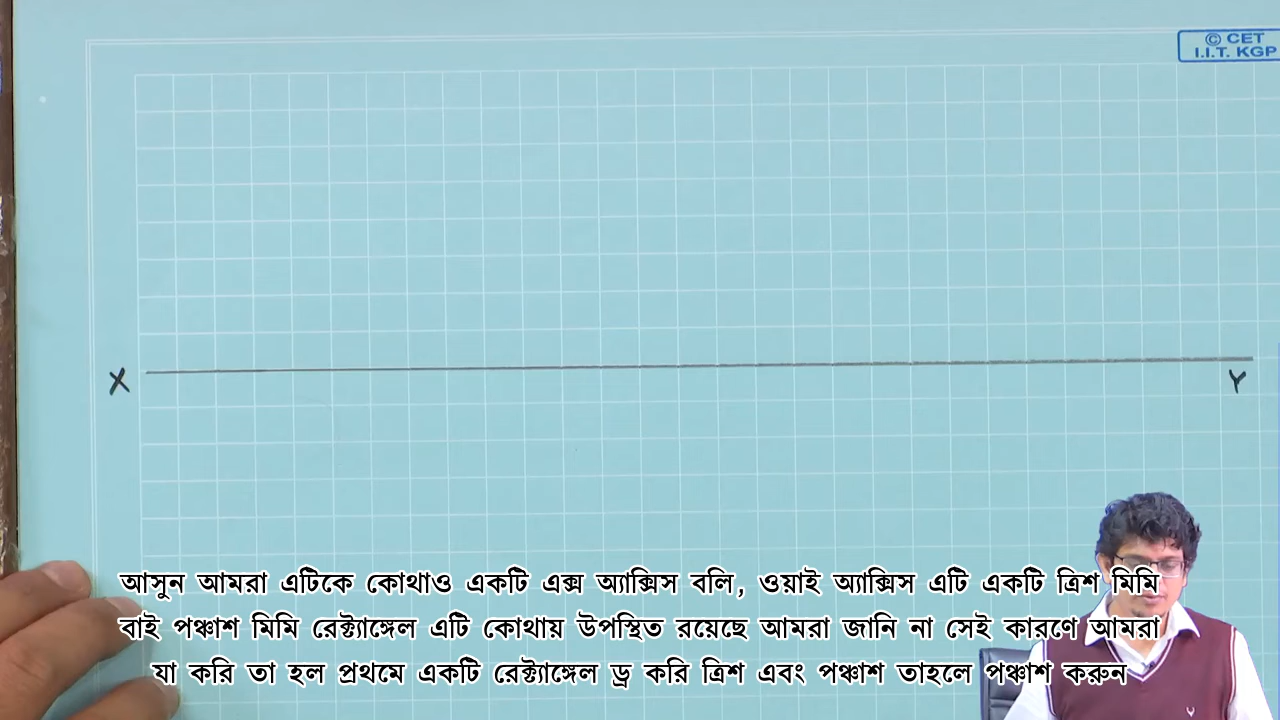 © CET
I.I.T. KGP
X
Y
আসুন আমরা এটিকে কোথাও একটি এক্স অ্যাক্সিস বলি, ওয়াই অ্যাক্সিস এটি একটি ত্রিশ মিমি
বাই পঞ্চাশ মিমি রেক্ট্যাঙ্গেল এটি কোথায় উপস্থিত রয়েছে আমরা জানি না সেই কারণে আমরা
যা করি তা হল প্রথমে একটি রেক্ট্যাঙ্গেল ড্র করি ত্রিশ এবং পঞ্চাশ তাহলে পঞ্চাশ করুন